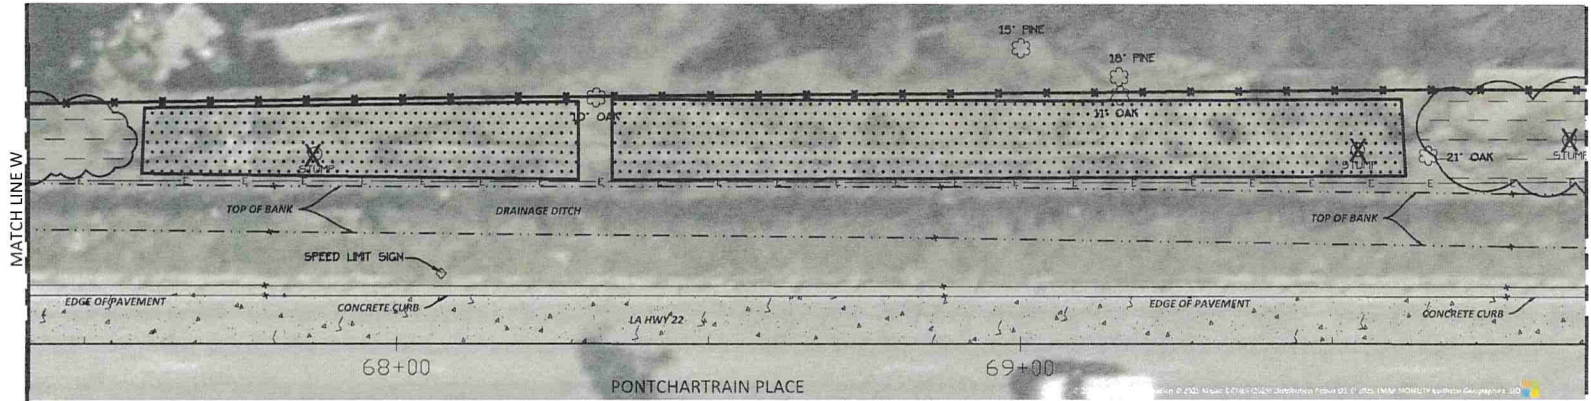 15" PINE
18" PINE
10" OAK
11" OAK
STUMP
STUMP
21" OAK
STUMP
MATCH LINE W
E E E E E E E E E E
TOP OF BANK
DRAINAGE DITCH
TOP OF BANK
SPEED LIMIT SIGN
EDGE OF PAVEMENT
CONCRETE CURB
EDGE OF PAVEMENT
CONCRETE CURB
LA HWY 22
68+00
69+00
PONTCHARTRAIN PLACE